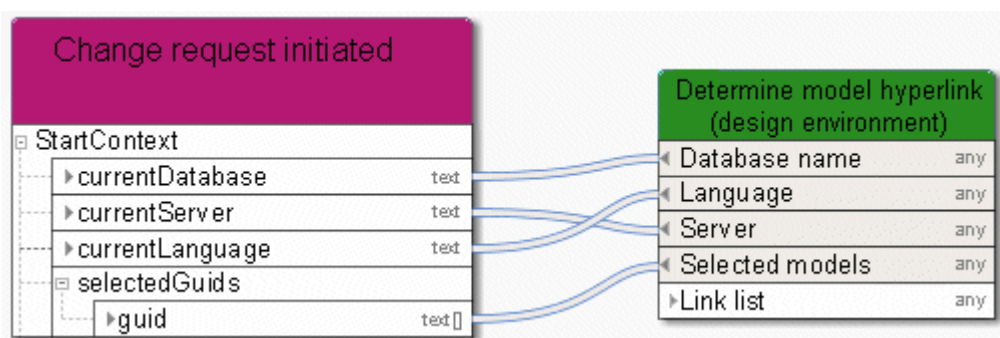 Change request initiated
StartContext
currentDatabase text
currentServer text
currentLanguage text
selectedGuids
guid text[]
Determine model hyperlink
(design environment)
Database name any
Language any
Server any
Selected models any
Link list any